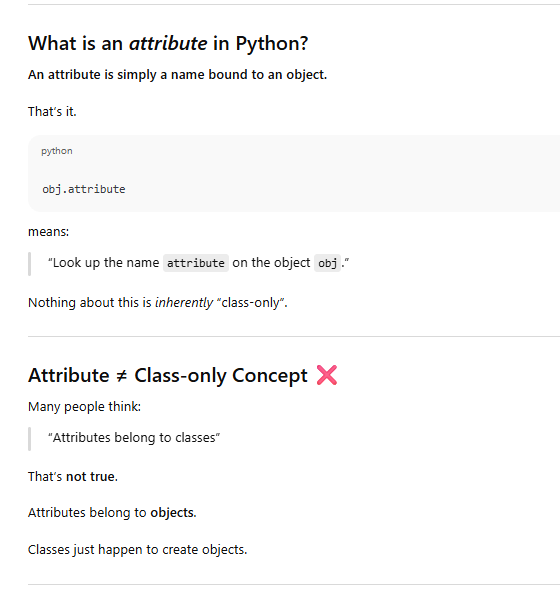 What is an attribute in Python?
An attribute is simply a name bound to an object.
That’s it.
python
obj.attribute
means:
“Look up the name attribute on the object obj.”
Nothing about this is inherently “class-only”.
Attribute ≠ Class-only Concept ❌
Many people think:
“Attributes belong to classes”
That’s not true.
Attributes belong to objects.
Classes just happen to create objects.